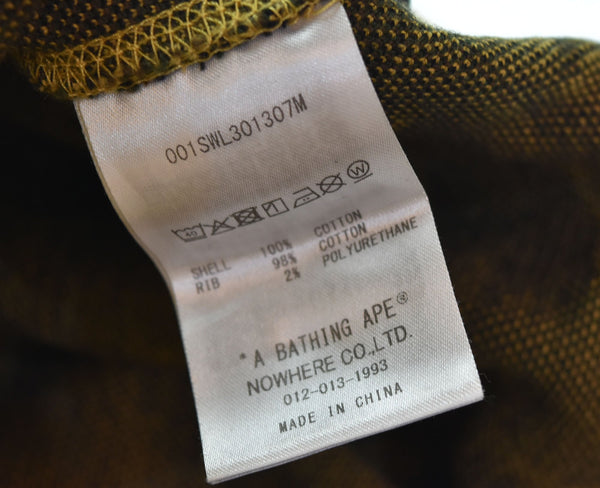 001SWL301307M
40
W
SHELL 100% COTTON
RIB 98% COTTON
2% POLYURETHANE
*A BATHING APE®
NOWHERE CO.,LTD.
012-013-1993
MADE IN CHINA